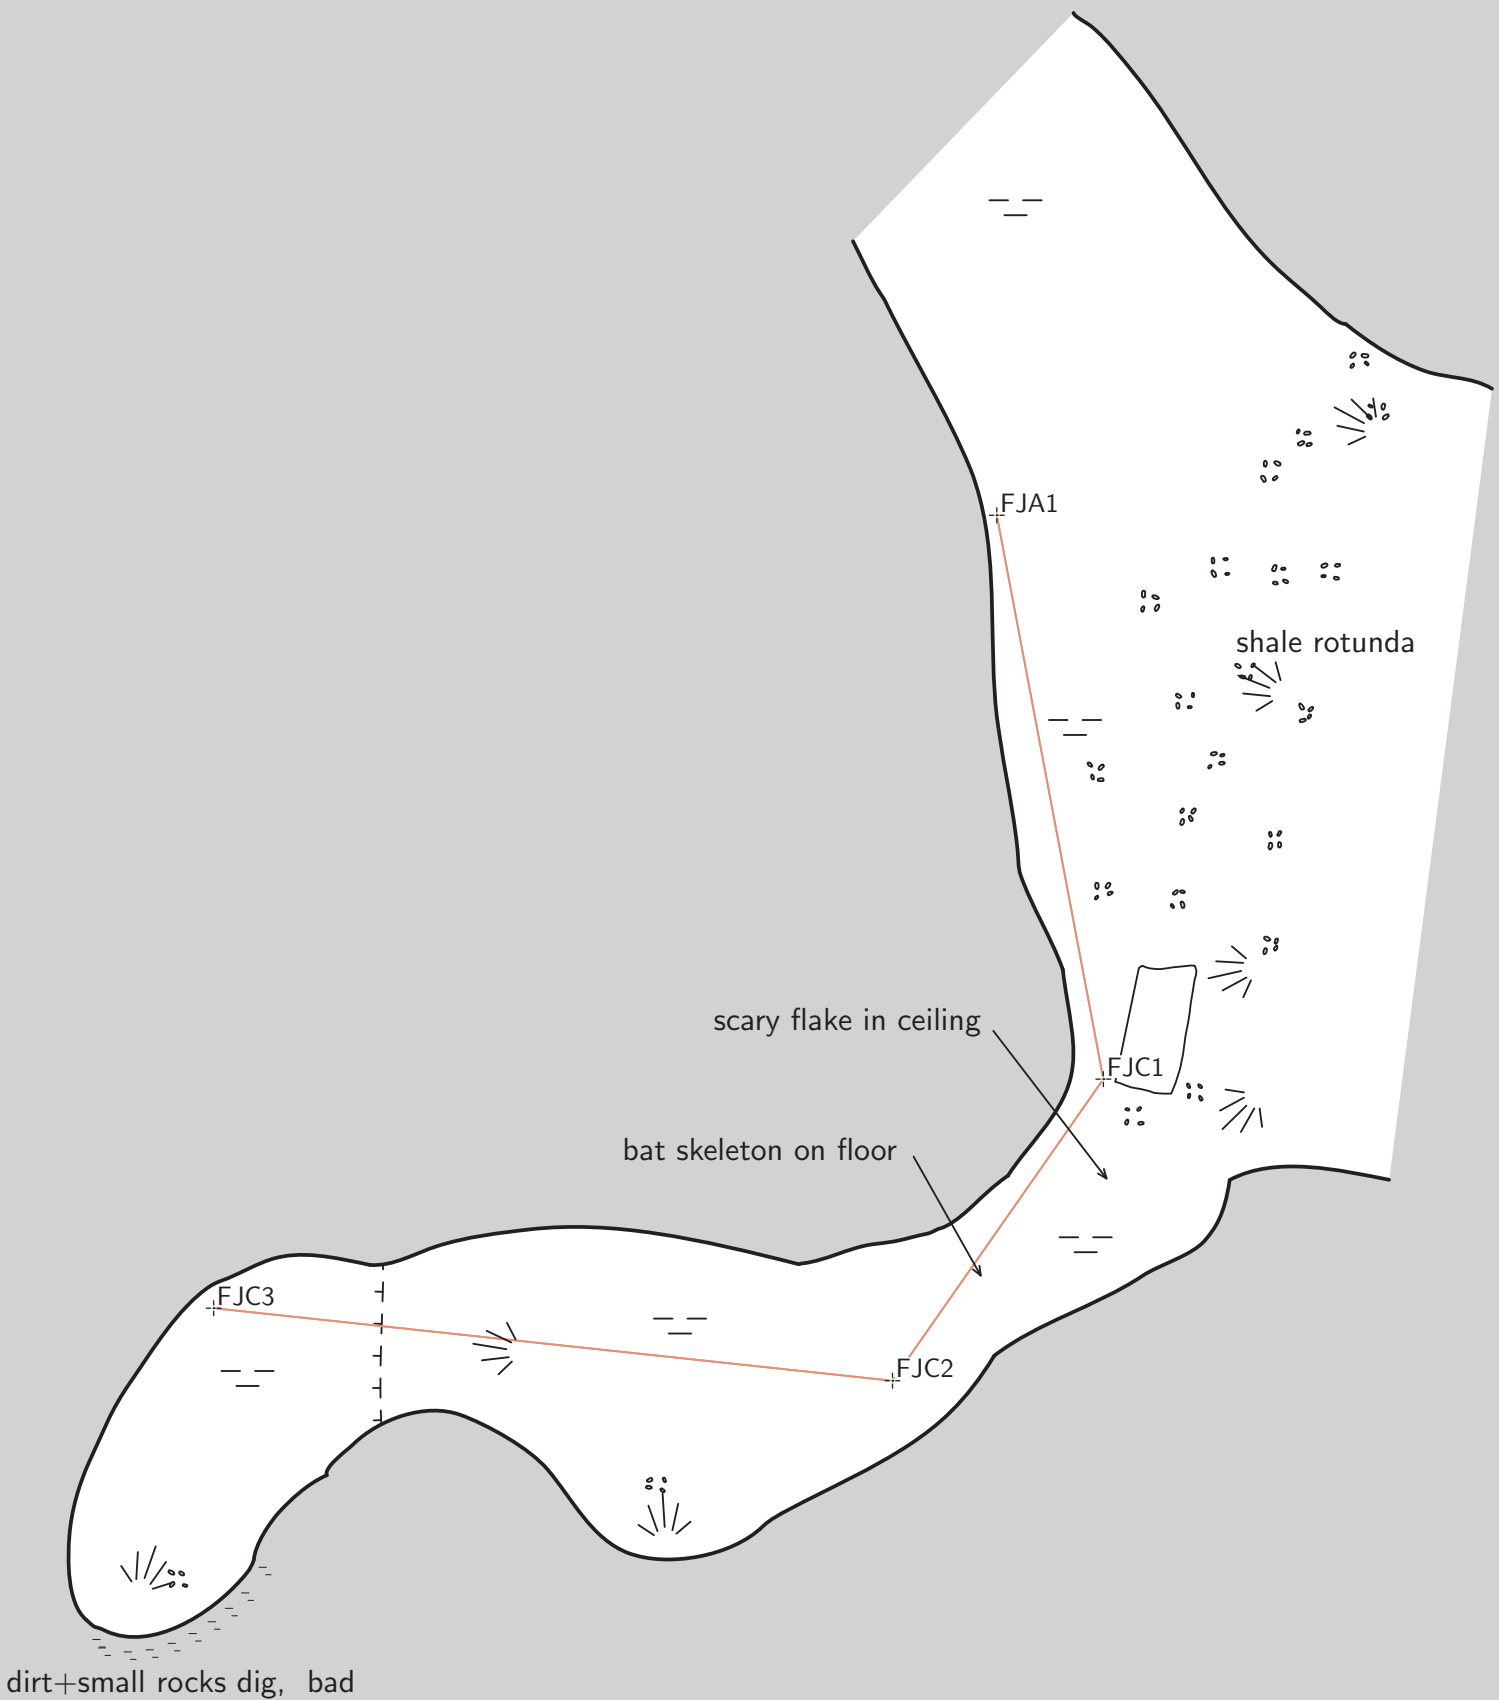 FJA1
shale rotunda
scary flake in ceiling
FJC1
bat skeleton on floor
FJC3
FJC2
dirt+small rocks dig, bad